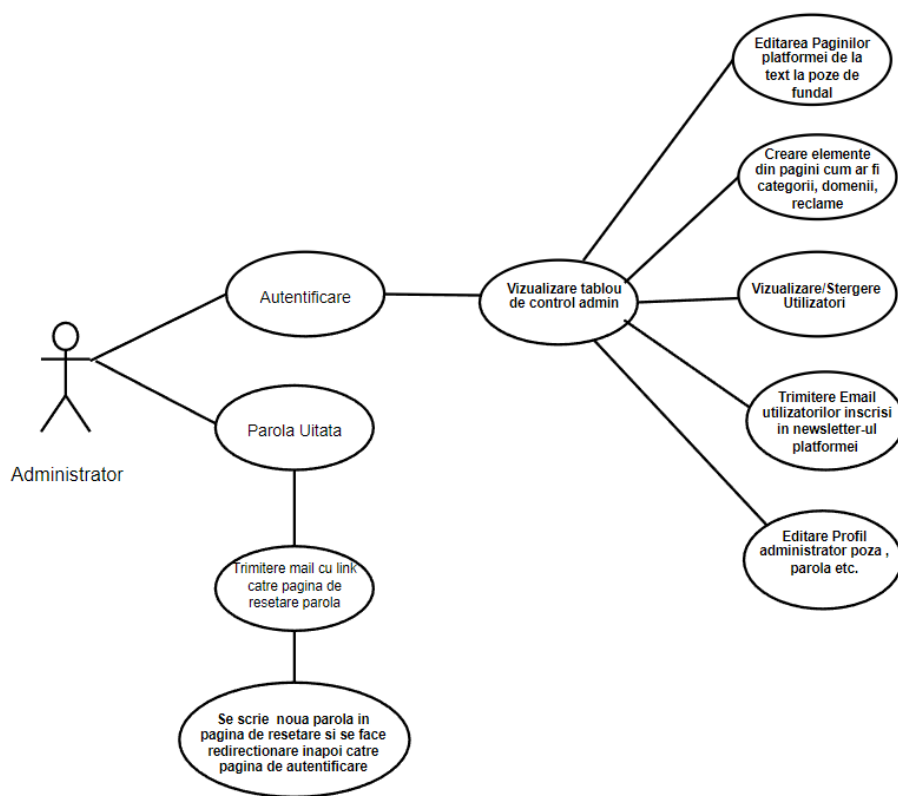 Editarea Paginilor
platformei de la
text la poze de
fundal
Creare elemente
din pagini cum ar fi
categorii, domenii,
reclame
Autentificare
Vizualizare tablou
de control admin
Vizualizare/Stergere
Utilizatori
Parola Uitata
Trimitere Email
utilizatorilor inscrisi
in newsletter-ul
platformei
Administrator
Editare Profil
administrator poza ,
parola etc.
Trimitere mail cu link
catre pagina de
resetare parola
Se scrie noua parola in
pagina de resetare si se face
redirectionare inapoi catre
pagina de autentificare